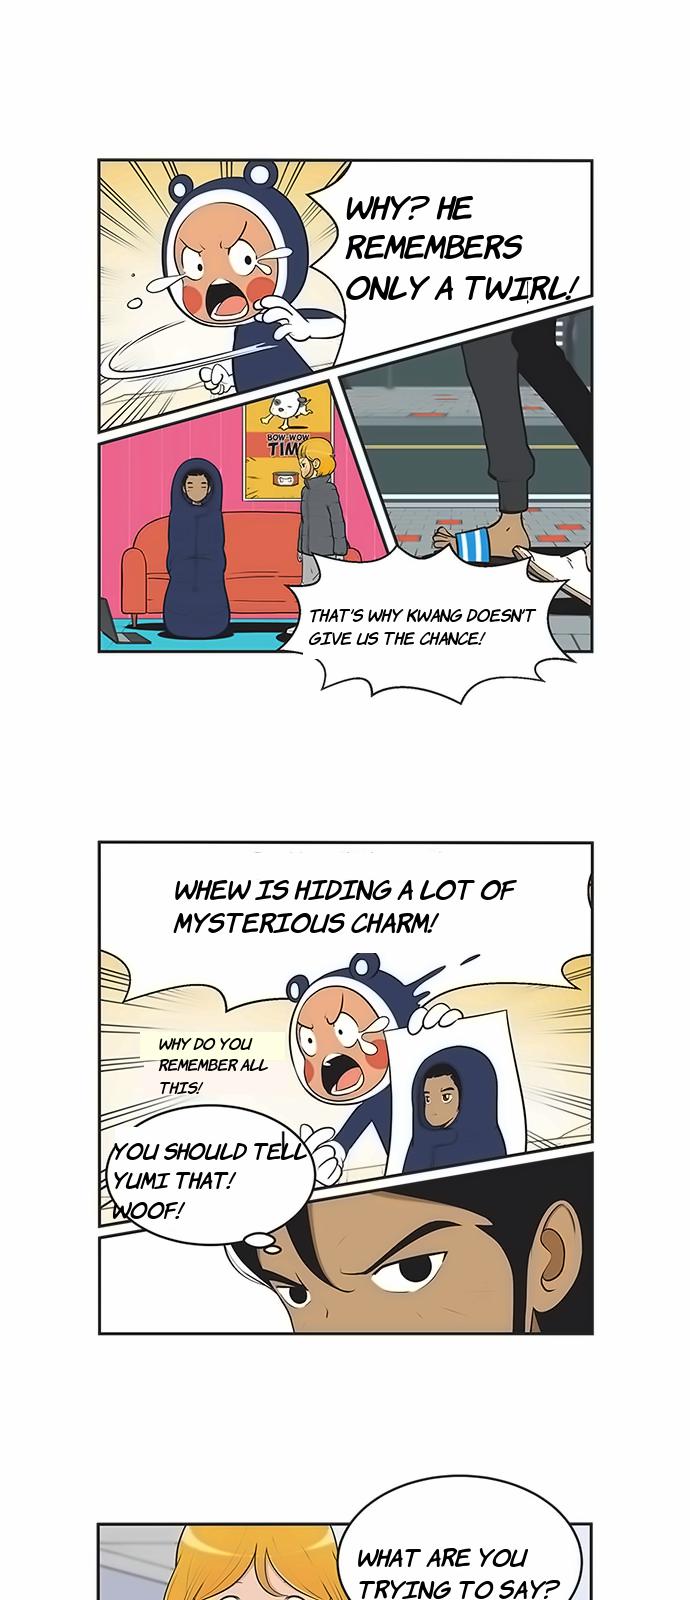 WHY? HE
REMEMBERS
ONLY A TWIRL!
BOW-WOW
TIM
THAT'S WHY KWANG DOESN'T
GIVE US THE CHANCE!
WHEW IS HIDING A LOT OF
MYSTERIOUS CHARM!
WHY DO YOU
REMEMBER ALL
THIS!
YOU SHOULD TELL
YUMI THAT!
WOOF!
WHAT ARE YOU
TRYING TO SAY?